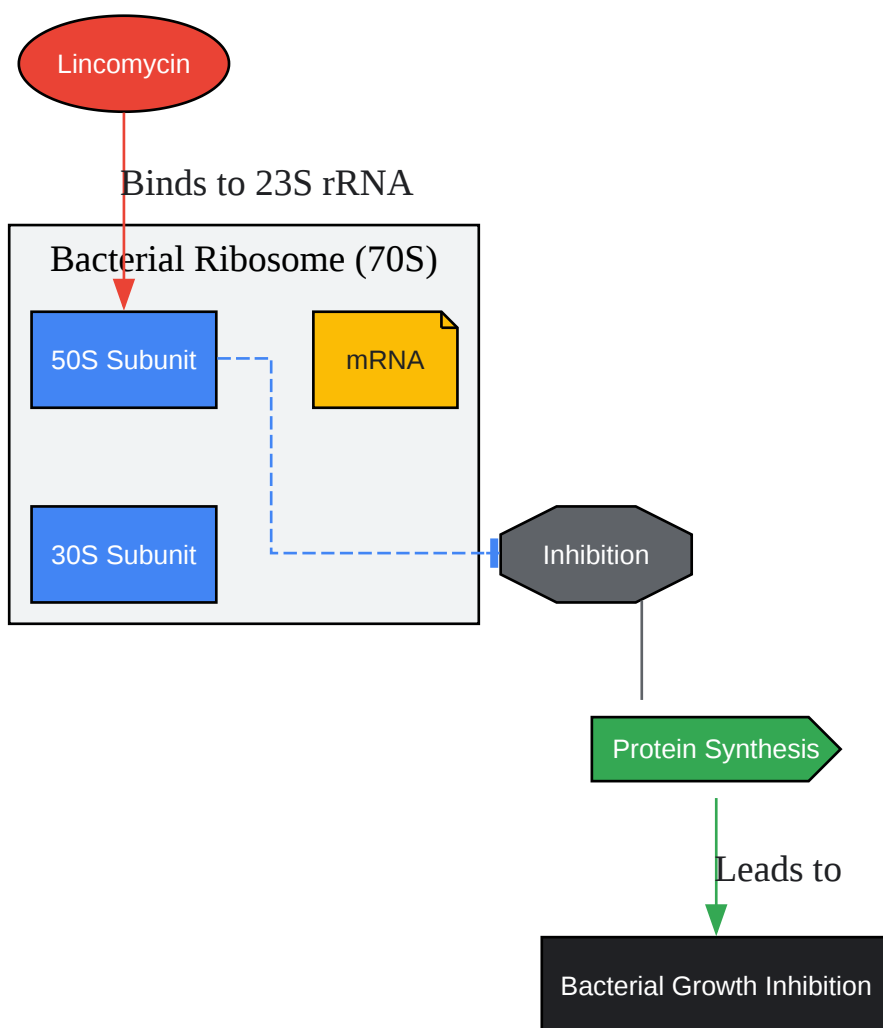 Lincomycin
Binds to 23S rRNA
Bacterial Ribosome (70S)
50S Subunit
mRNA
30S Subunit
Inhibition
Protein Synthesis
Leads to
Bacterial Growth Inhibition